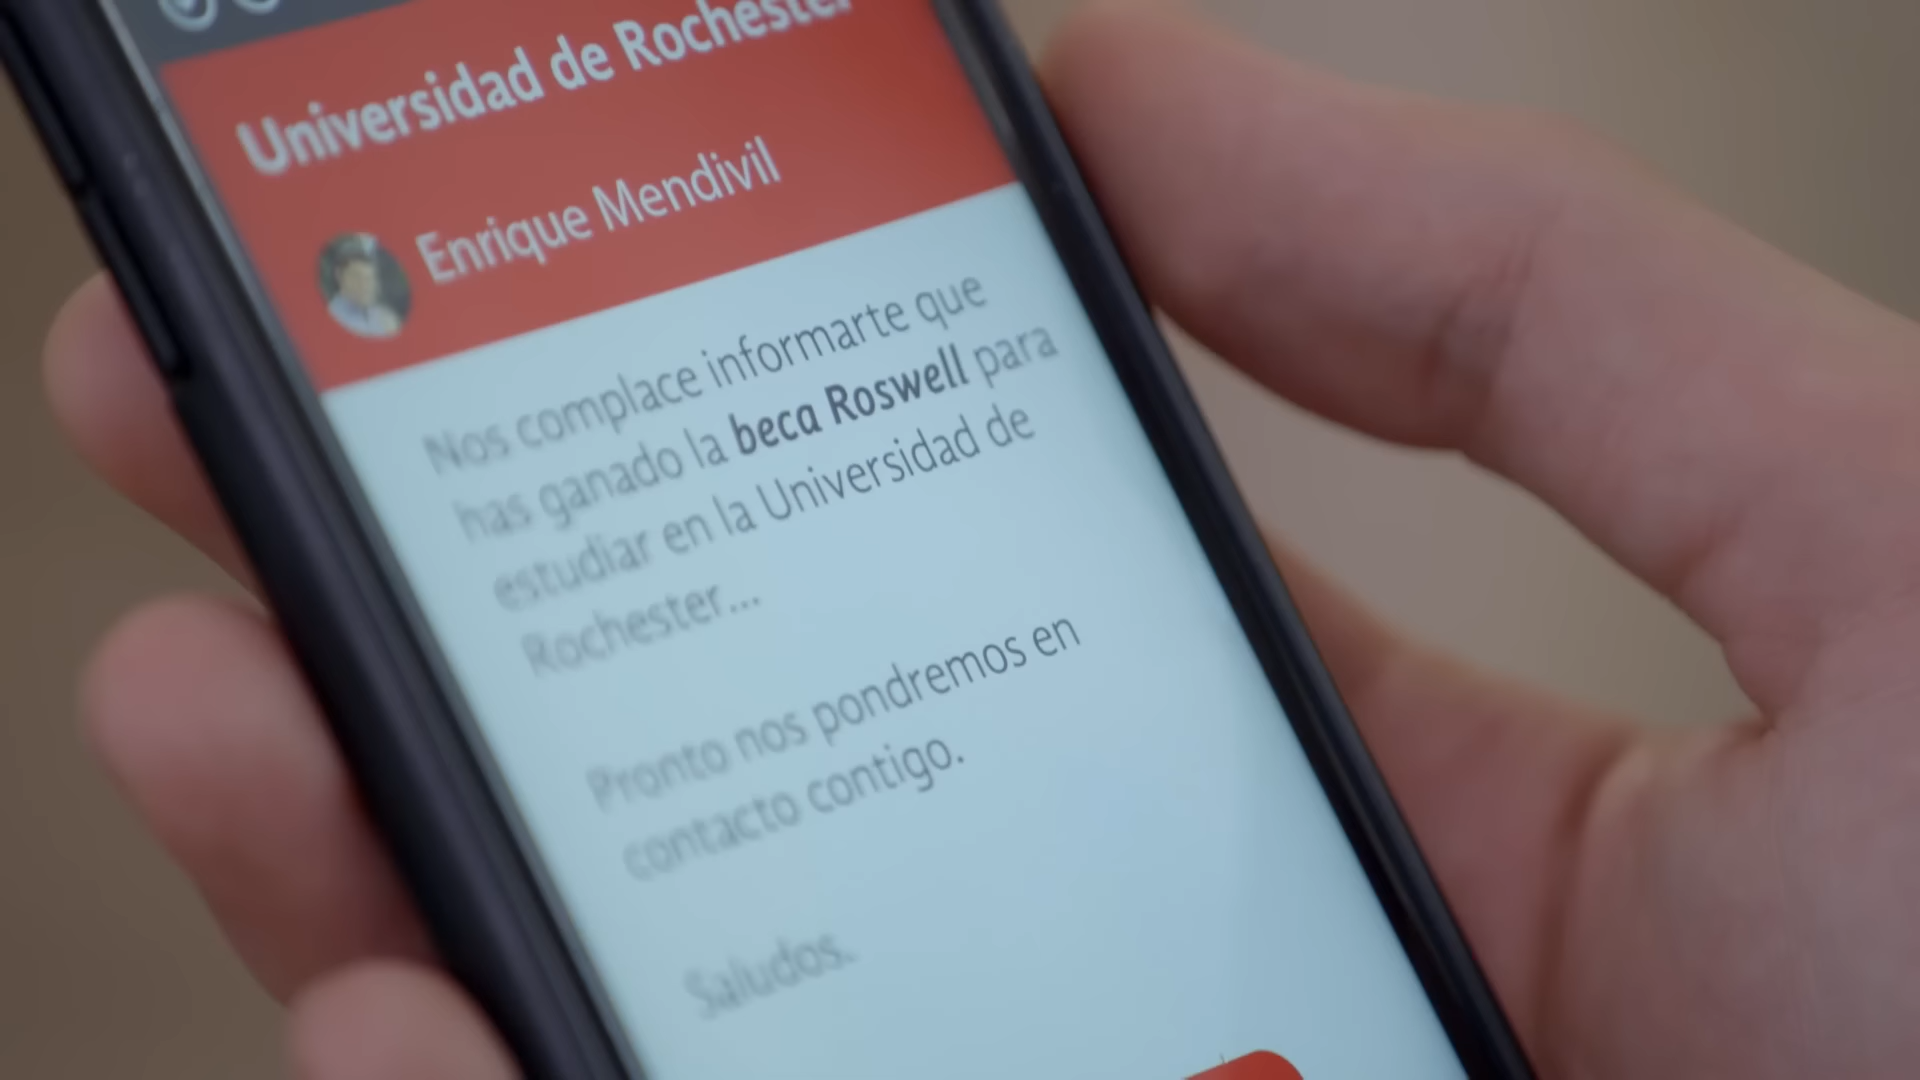 Universidad de Rochester
Enrique Mendivil
Nos complace informarte que
has ganado la beca Roswell para
estudiar en la Universidad de
Rochester...
Pronto nos pondremos en
contacto contigo.
Saludos.